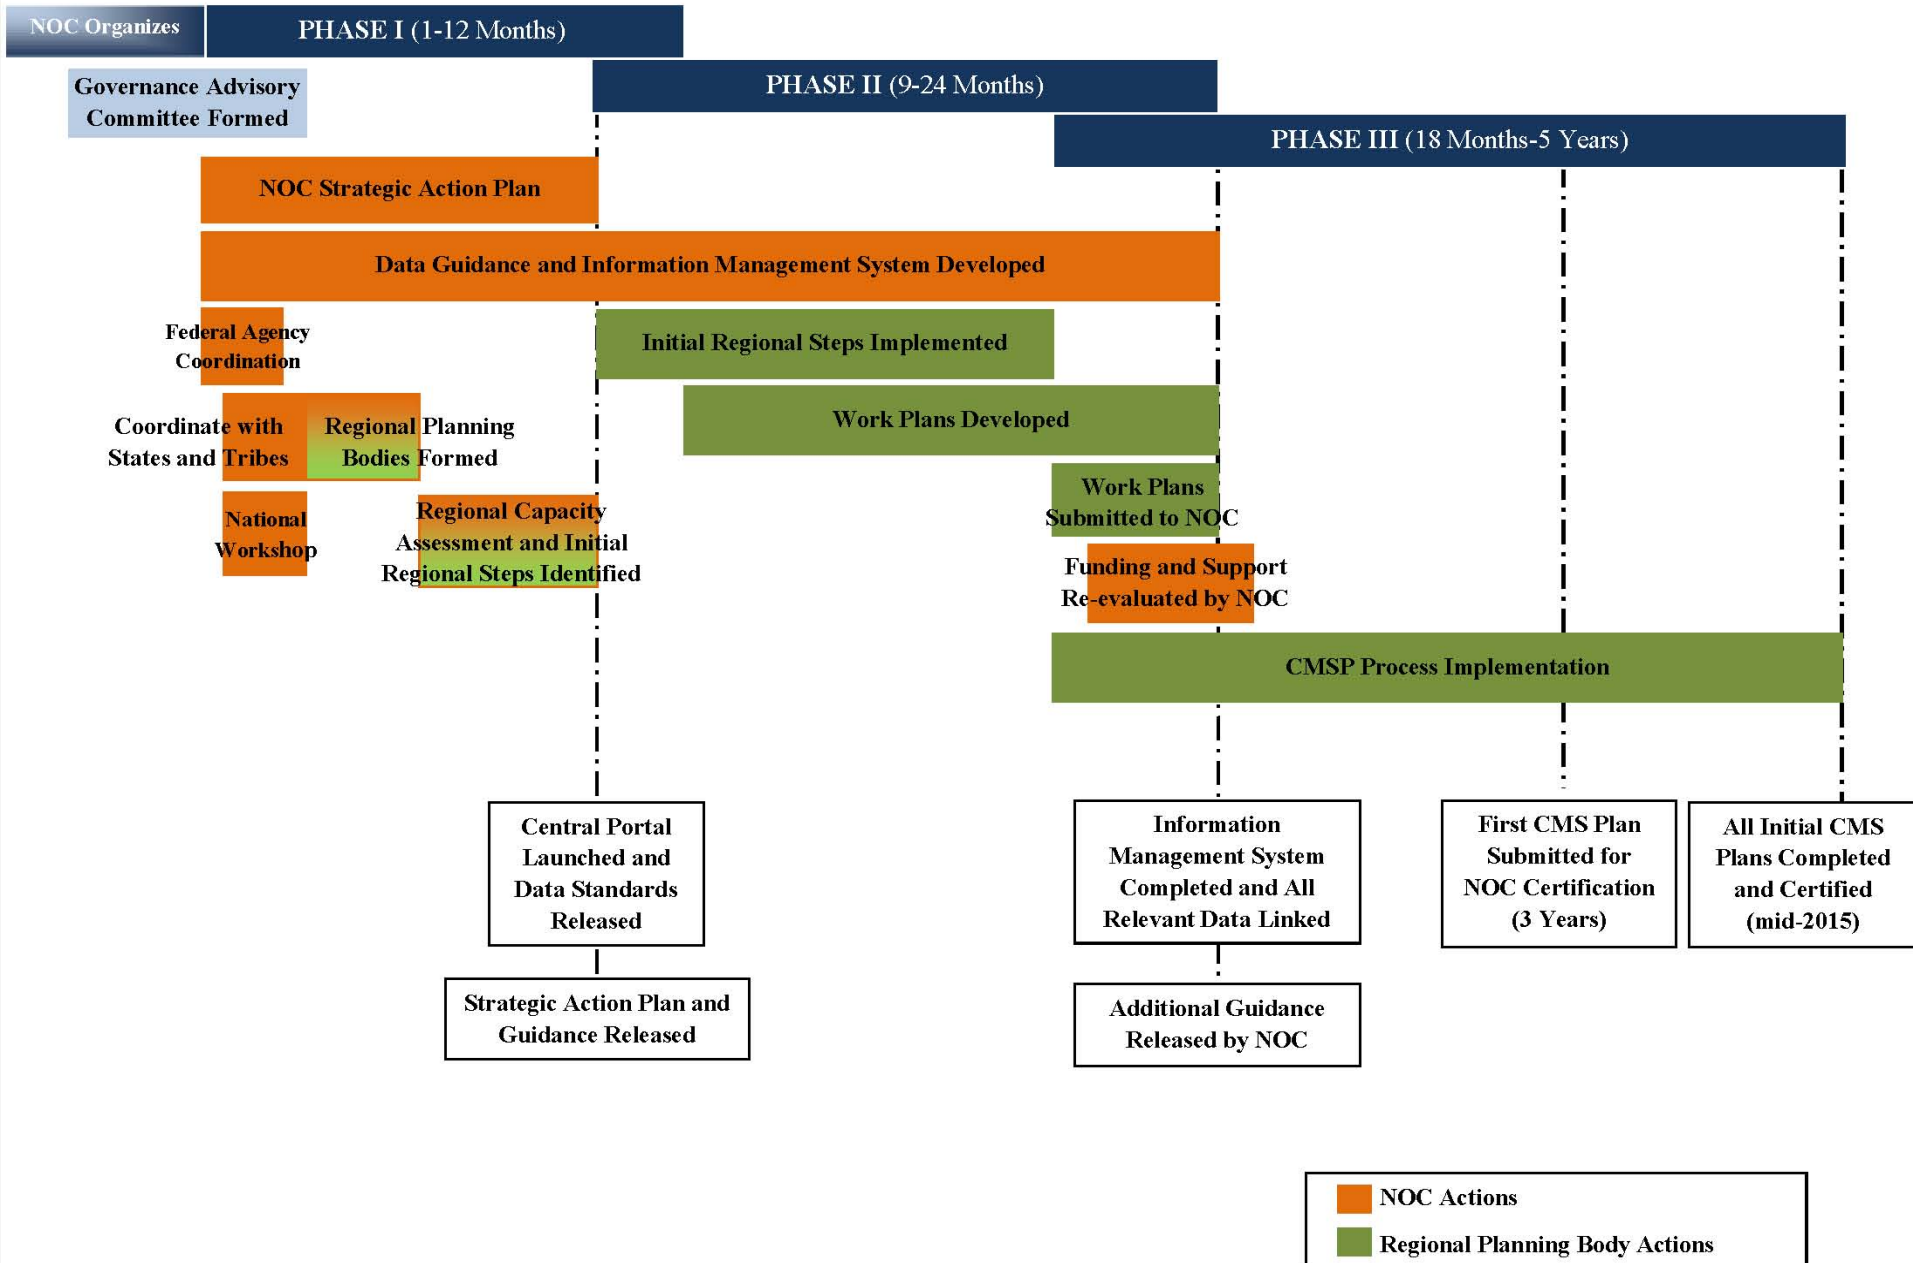 NOC Organizes
PHASE I (1-12 Months)
Governance Advisory
Committee Formed
PHASE II (9-24 Months)
PHASE III (18 Months-5 Years)
NOC Strategic Action Plan
Data Guidance and Information Management System Developed
Federal Agency
Coordination
Initial Regional Steps Implemented
Coordinate with
States and Tribes
Regional Planning
Bodies Formed
Work Plans Developed
National
Workshop
Regional Capacity
Assessment and Initial
Regional Steps Identified
Work Plans
Submitted to NOC
Funding and Support
Re-evaluated by NOC
CMSP Process Implementation
Central Portal
Launched and
Data Standards
Released
Information
Management System
Completed and All
Relevant Data Linked
First CMS Plan
Submitted for
NOC Certification
(3 Years)
All Initial CMS
Plans Completed
and Certified
(mid-2015)
Strategic Action Plan and
Guidance Released
Additional Guidance
Released by NOC
NOC Actions
Regional Planning Body Actions